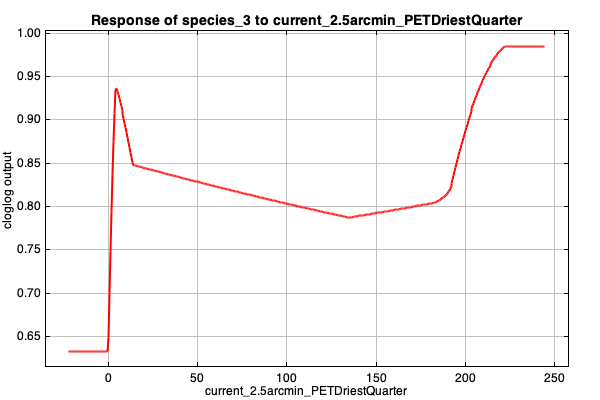 Response of species_3 to current_2.5arcmin_PETDriestQuarter
1.00
0.95
0.90
0.85
0.80
0.75
0.70
0.65
cloglog output
0 50 100 150 200 250
current_2.5arcmin_PETDriestQuarter